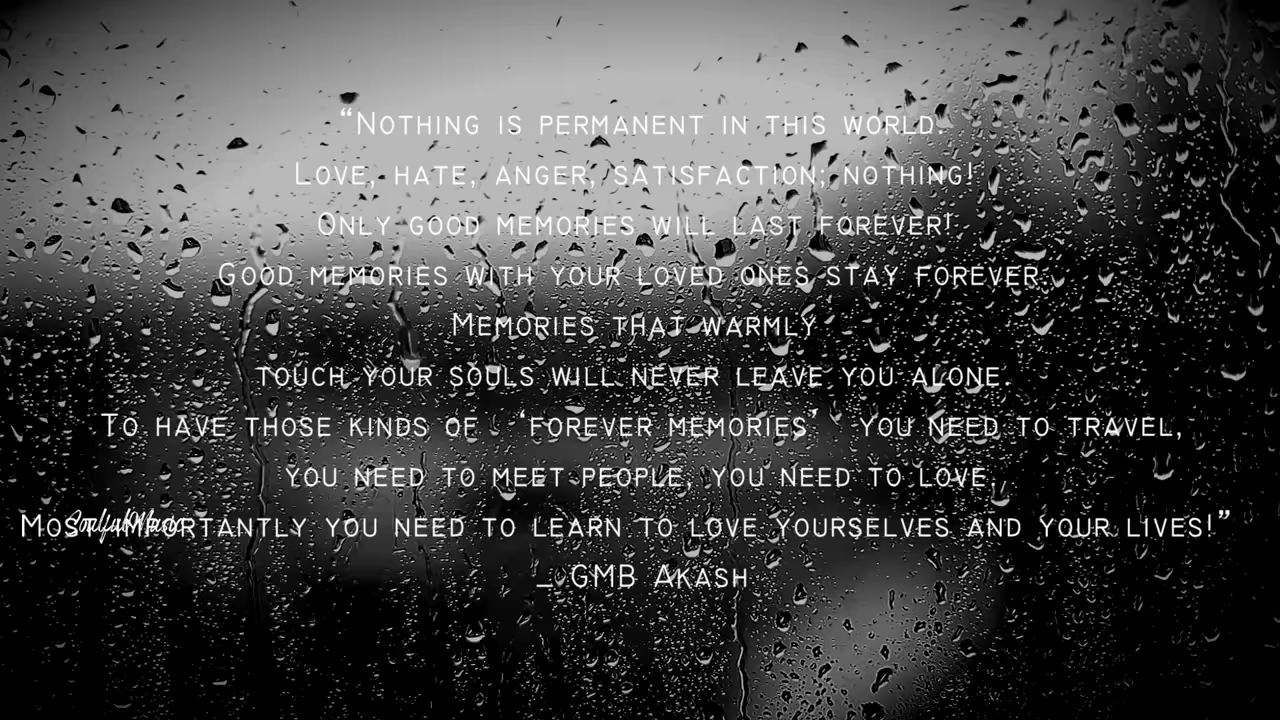 “Nothing is permanent in this world.
Love, hate, anger, satisfaction; nothing!
Only good memories will last forever!
Good memories with your loved ones stay forever.
Memories that warmly
touch your souls will never leave you alone.
To have those kinds of ‘forever memories’ you need to travel,
you need to meet people, you need to love.
Most importantly you need to learn to love yourselves and your lives!”
_ GMB Akash
SoulfulMusic